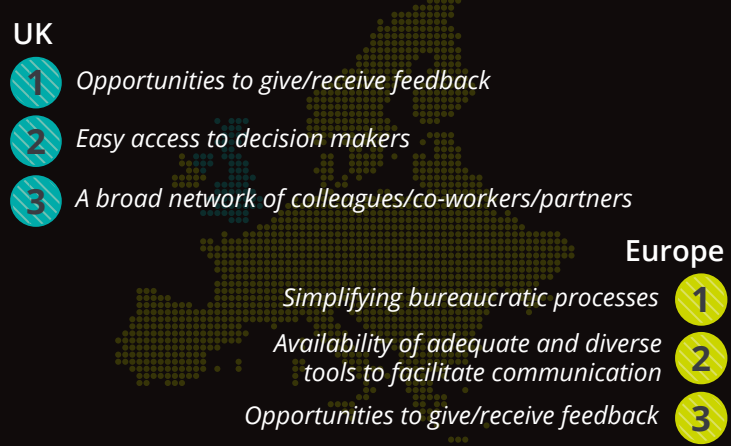 UK
1 Opportunities to give/receive feedback
2 Easy access to decision makers
3 A broad network of colleagues/co-workers/partners
Europe
Simplifying bureaucratic processes 1
Availability of adequate and diverse
tools to facilitate communication 2
Opportunities to give/receive feedback 3